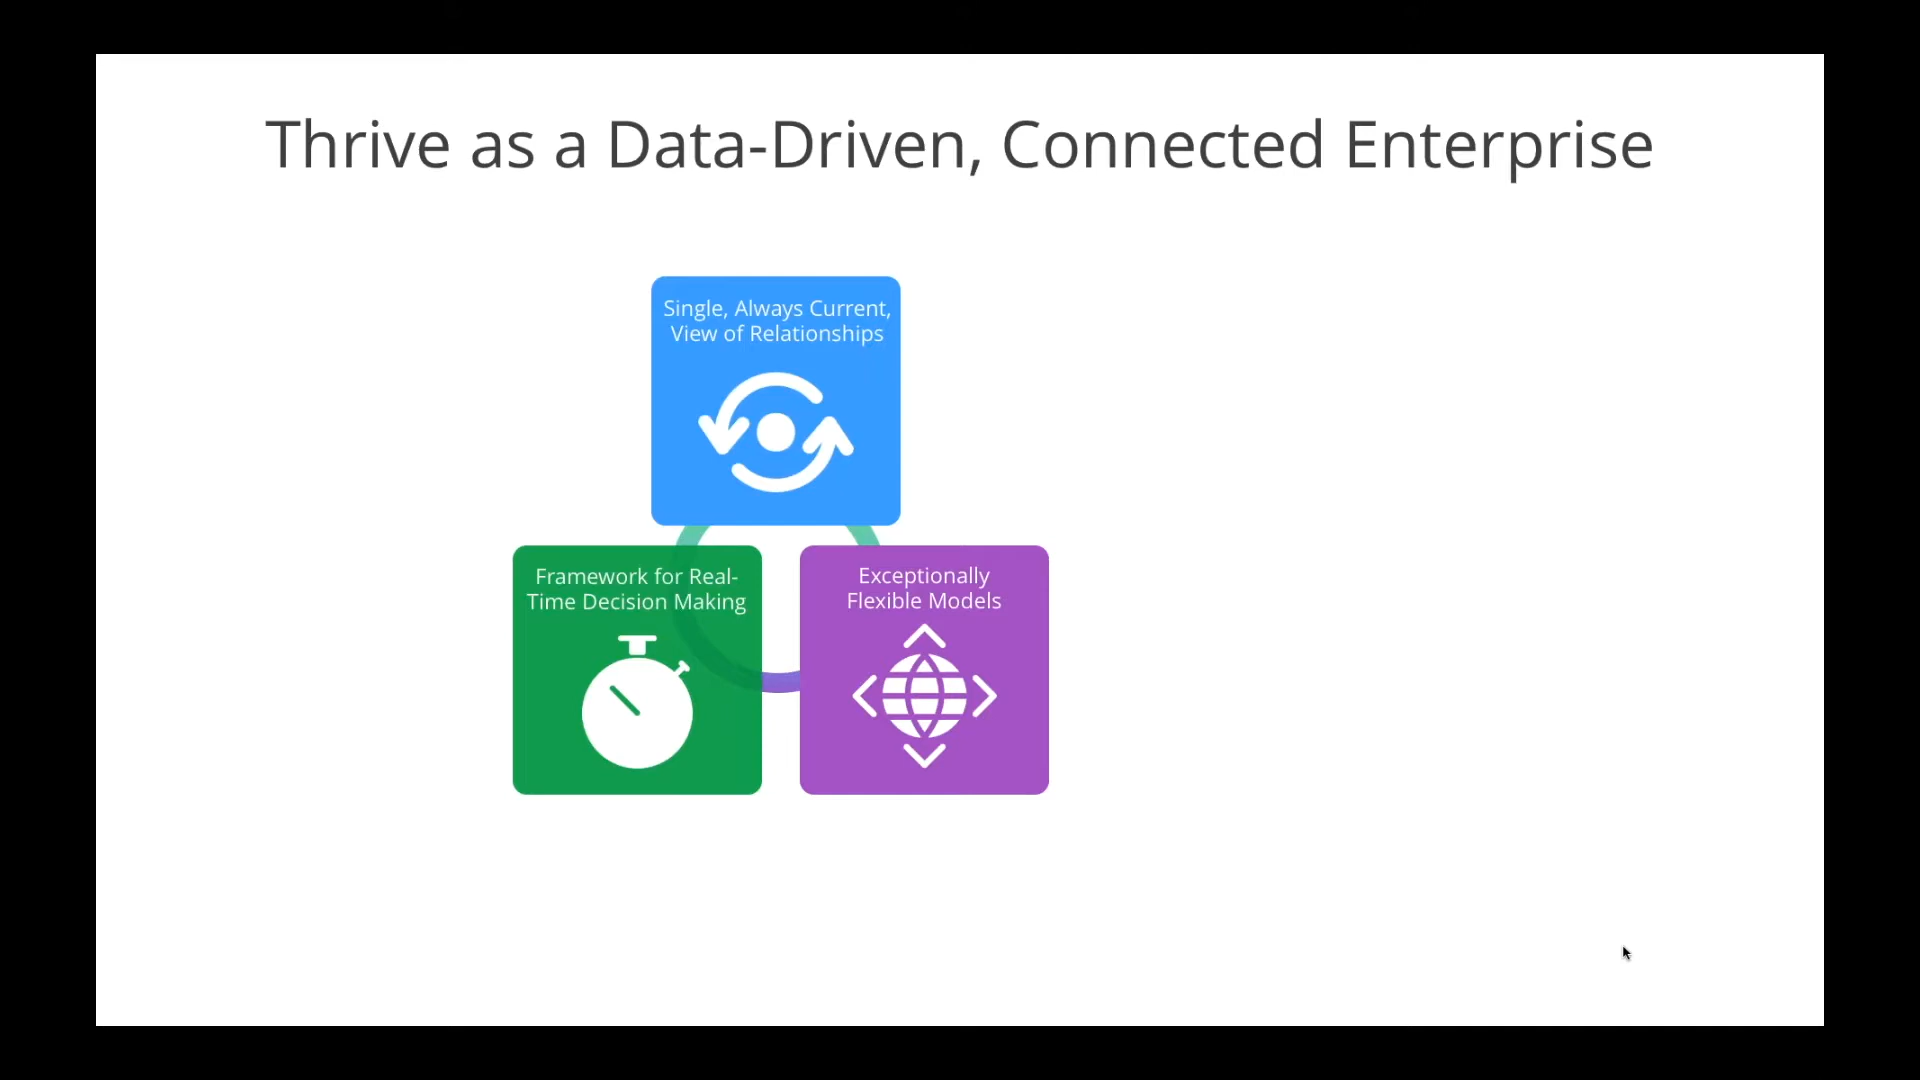 Thrive as a Data-Driven, Connected Enterprise
Single, Always Current,
View of Relationships
Framework for Real-
Time Decision Making
Exceptionally
Flexible Models